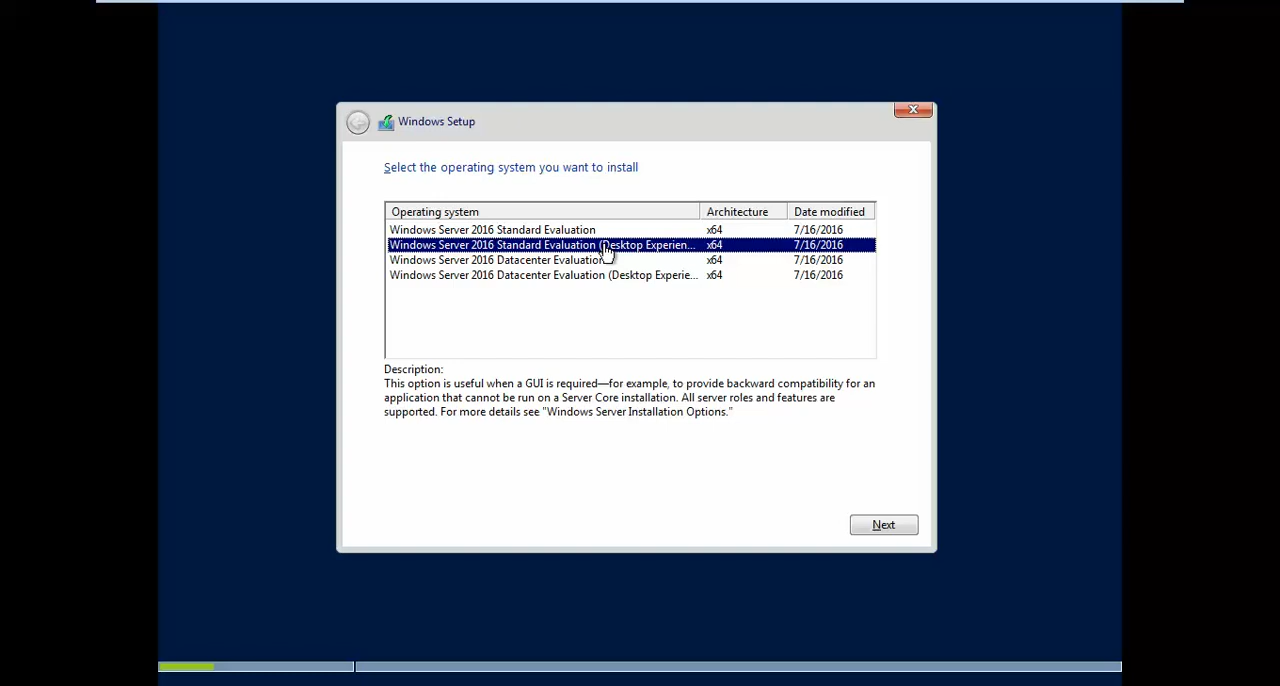 Windows Setup
Select the operating system you want to install
Operating system Architecture Date modified
Windows Server 2016 Standard Evaluation x64 7/16/2016
Windows Server 2016 Standard Evaluation (Desktop Experien... x64 7/16/2016
Windows Server 2016 Datacenter Evaluation x64 7/16/2016
Windows Server 2016 Datacenter Evaluation (Desktop Experie... x64 7/16/2016
Description:
This option is useful when a GUI is required—for example, to provide backward compatibility for an
application that cannot be run on a Server Core installation. All server roles and features are
supported. For more details see "Windows Server Installation Options."
Next